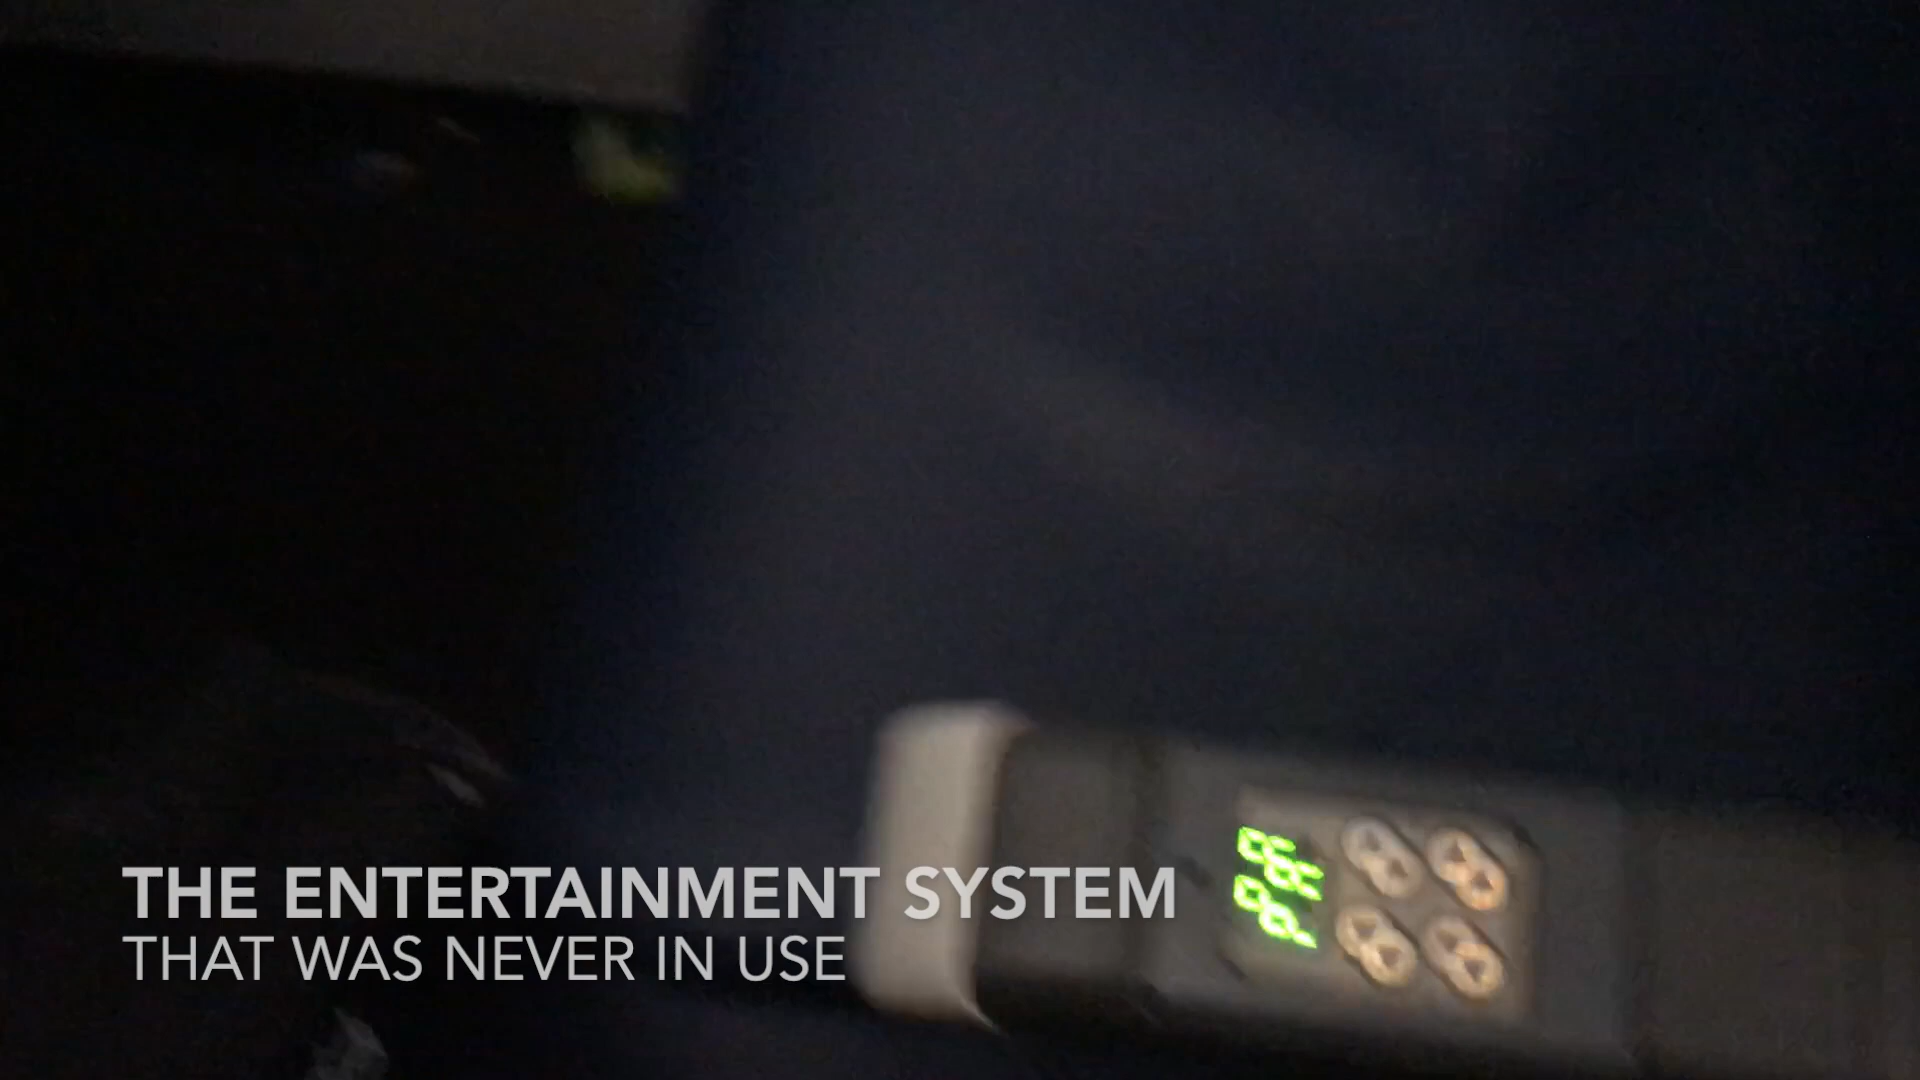 THE ENTERTAINMENT SYSTEM
THAT WAS NEVER IN USE